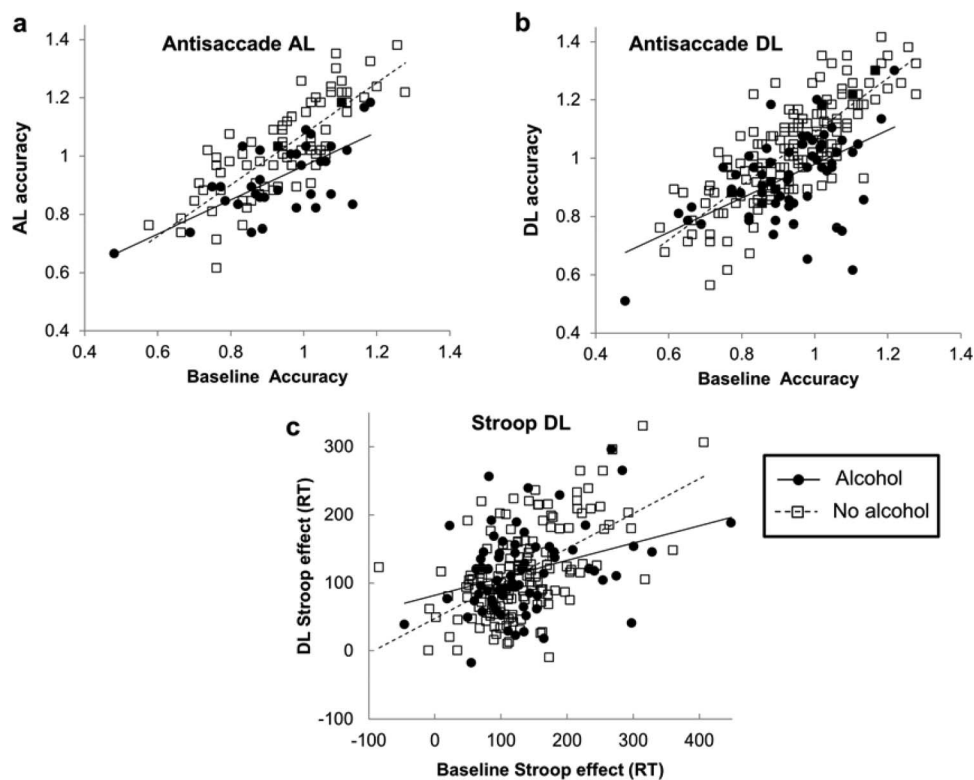 a
Antisaccade AL
1.4
1.2
1
0.8
0.6
0.4
AL accuracy
0.4 0.6 0.8 1 1.2 1.4
Baseline Accuracy
b
Antisaccade DL
1.4
1.2
1
0.8
0.6
0.4
DL accuracy
0.4 0.6 0.8 1 1.2 1.4
Baseline Accuracy
c
Stroop DL
300
200
100
0
-100
DL Stroop effect (RT)
-100 0 100 200 300 400
Baseline Stroop effect (RT)
Alcohol
No alcohol